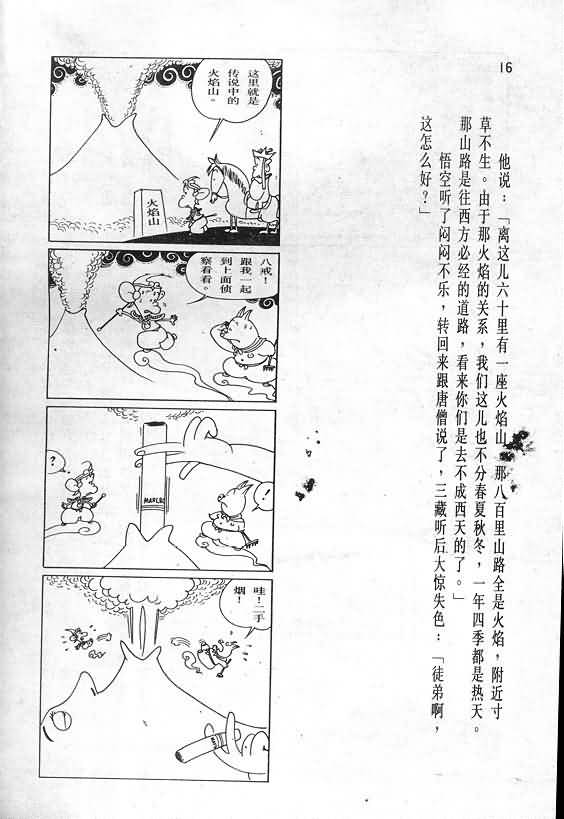 16
他说：「离这儿六十里有一座火焰山，那八百里山路全是火焰，附近寸
草不生。由于那火焰的关系，我们这儿也不分春夏秋冬，一年四季都是热天。
那山路是往西方必经的道路，看来你们是去不成西天的了。」
悟空听了闷闷不乐，转回来跟唐僧说了，三藏听后大惊失色：「徒弟啊，
这怎么好？」
这里就是
传说中的
火焰山。
火焰山
八戒！
跟我一起
到上面侦
察看看。
?
MARLBO
!
哇！二手
烟！
MARL